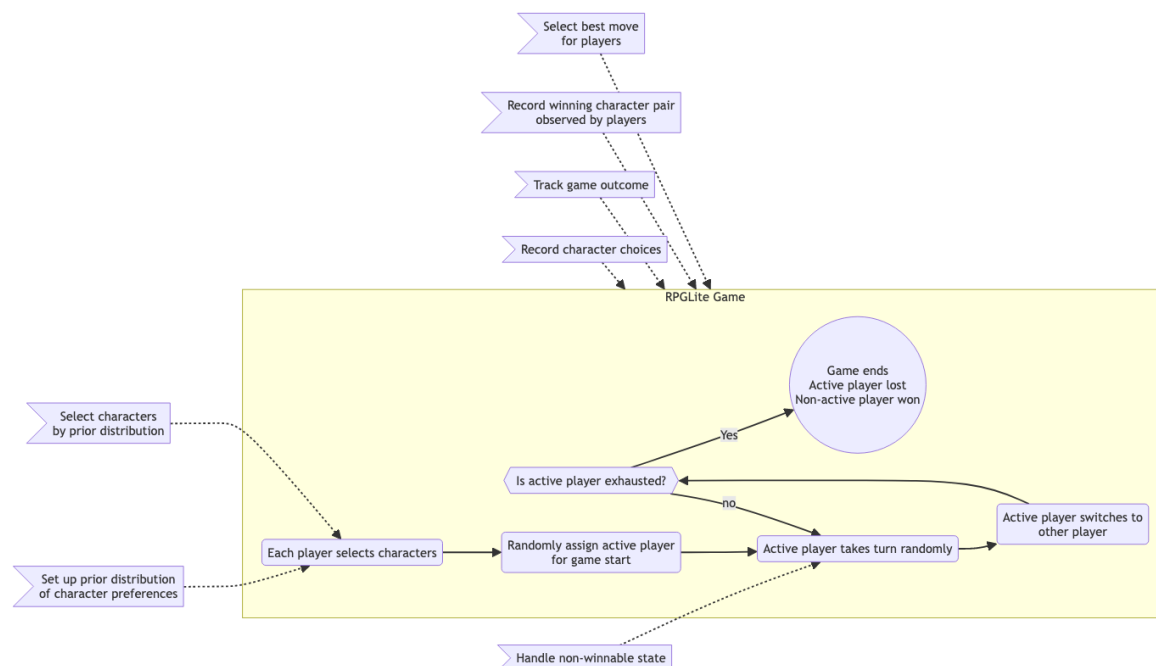 Select best move
for players
Record winning character pair
observed by players
Track game outcome
Record character choices
RPGLite Game
Game ends
Active player lost
Non-active player won
Select characters
by prior distribution
Yes
Is active player exhausted?
no
Active player switches to
other player
Each player selects characters
Randomly assign active player
for game start
Active player takes turn randomly
Set up prior distribution
of character preferences
Handle non-winnable state